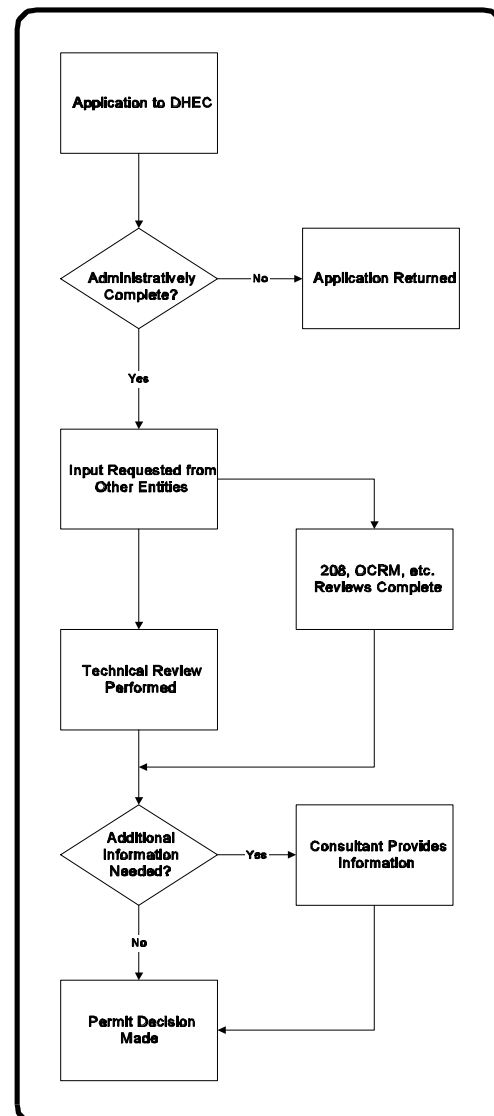 Application to DHEC
Administratively
Complete?
No
Application Returned
Yes
Input Requested from
Other Entities
208, OCRM, etc.
Reviews Complete
Technical Review
Performed
Additional
Information
Needed?
Yes
Consultant Provides
Information
No
Permit Decision
Made